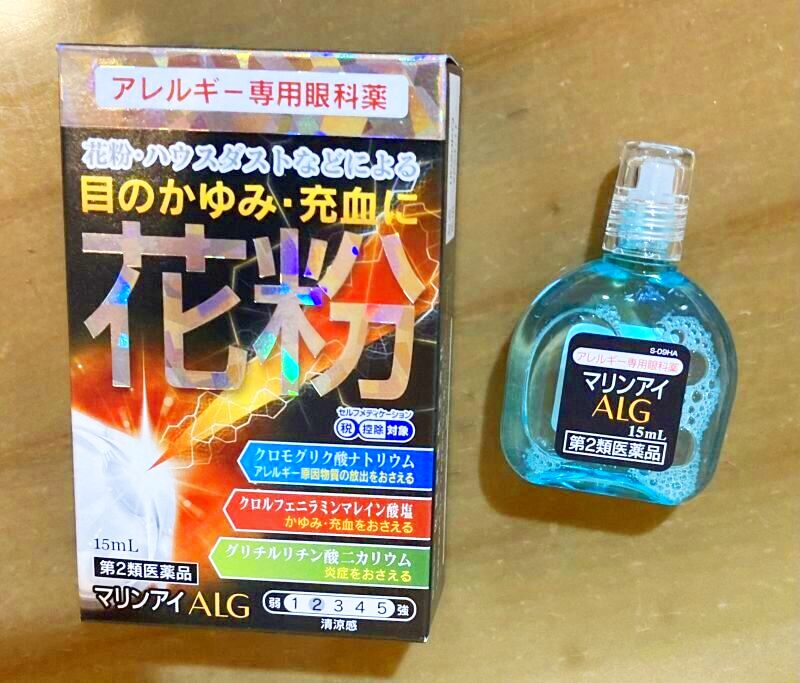 アレルギー専用眼科薬
花粉・ハウスダストなどによる
目のかゆみ・充血に
花粉
セルフメディケーション
税 控除 対象
クロモグリク酸ナトリウム
アレルギー原因物質の放出をおさえる
クロルフェニラミンマレイン酸塩
かゆみ・充血をおさえる
グリチルリチン酸二カリウム
炎症をおさえる
15mL
第2類医薬品
マリンアイ ALG
弱 1 2 3 4 5 強
清涼感
S-09HA
アレルギー専用眼科薬
マリンアイ
ALG
15mL
第2類医薬品